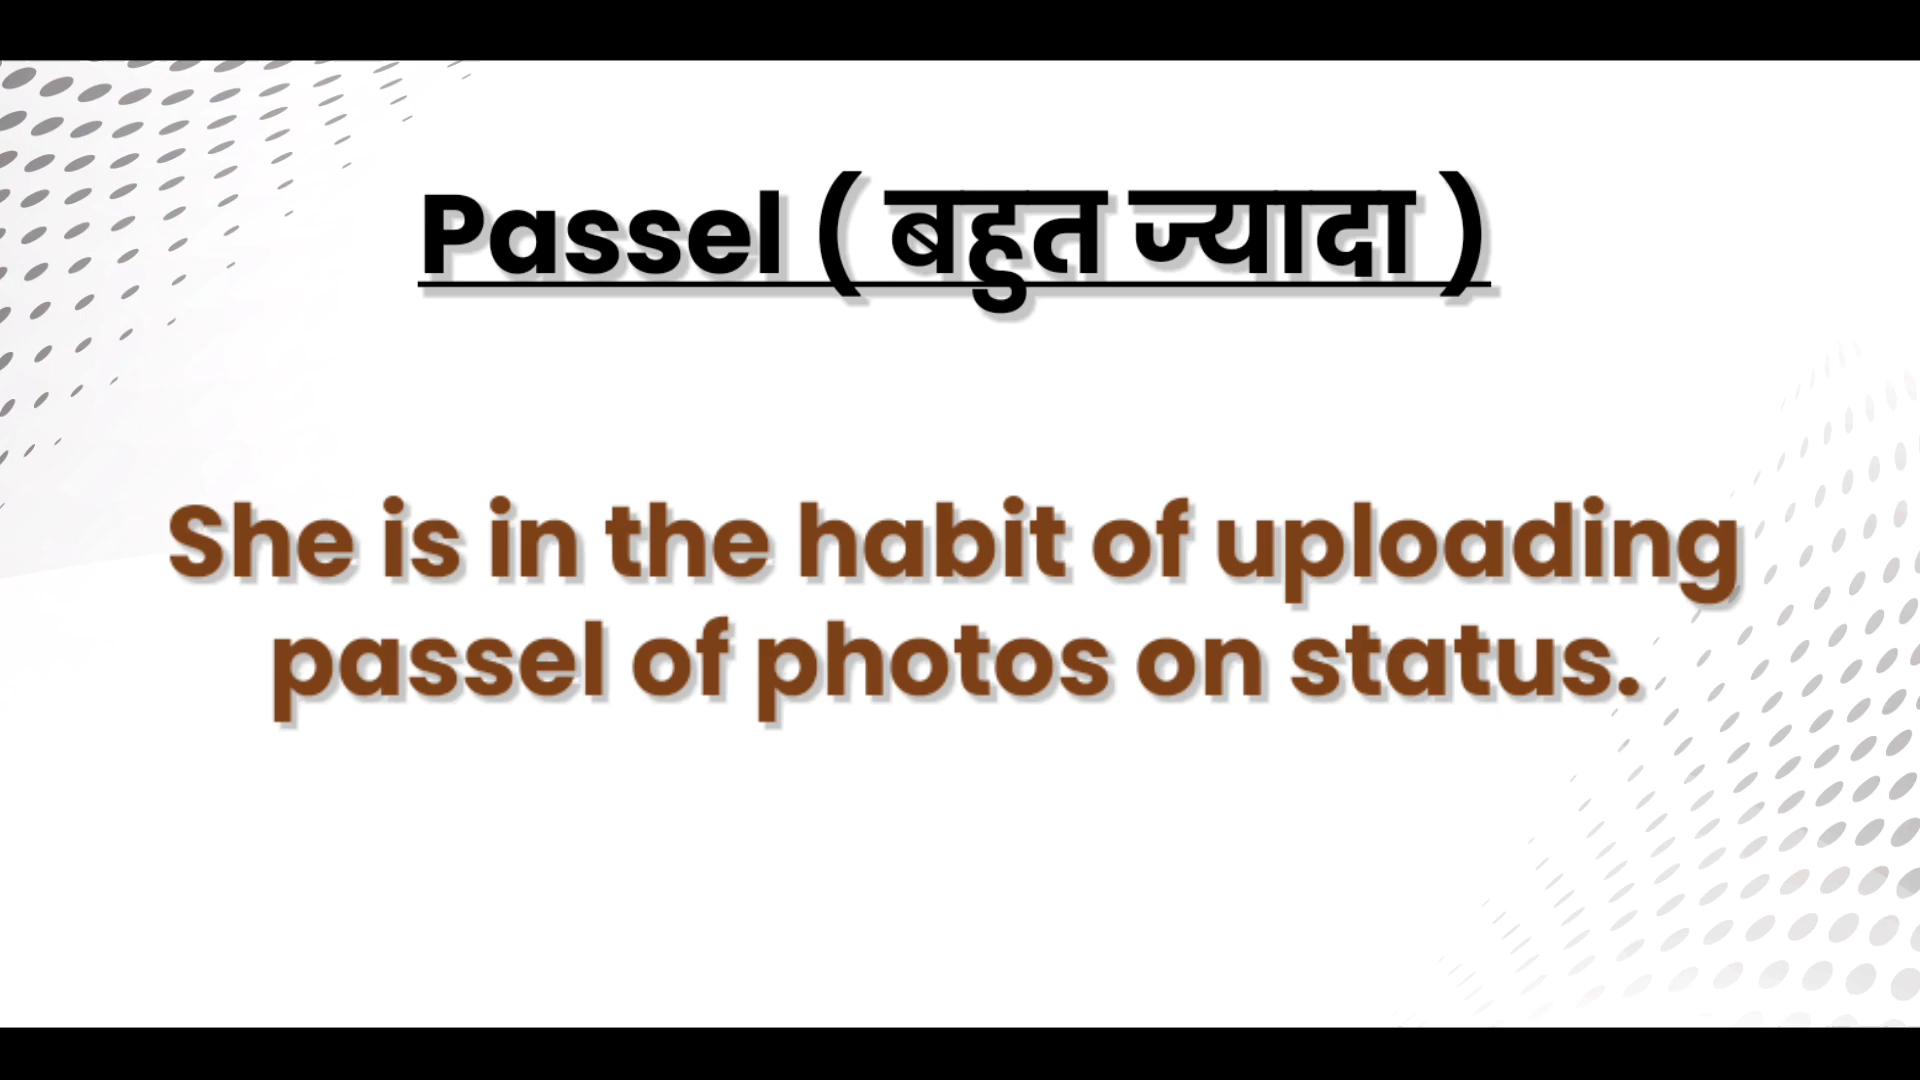 Passel ( बहुत ज्यादा )
She is in the habit of uploading
passel of photos on status.